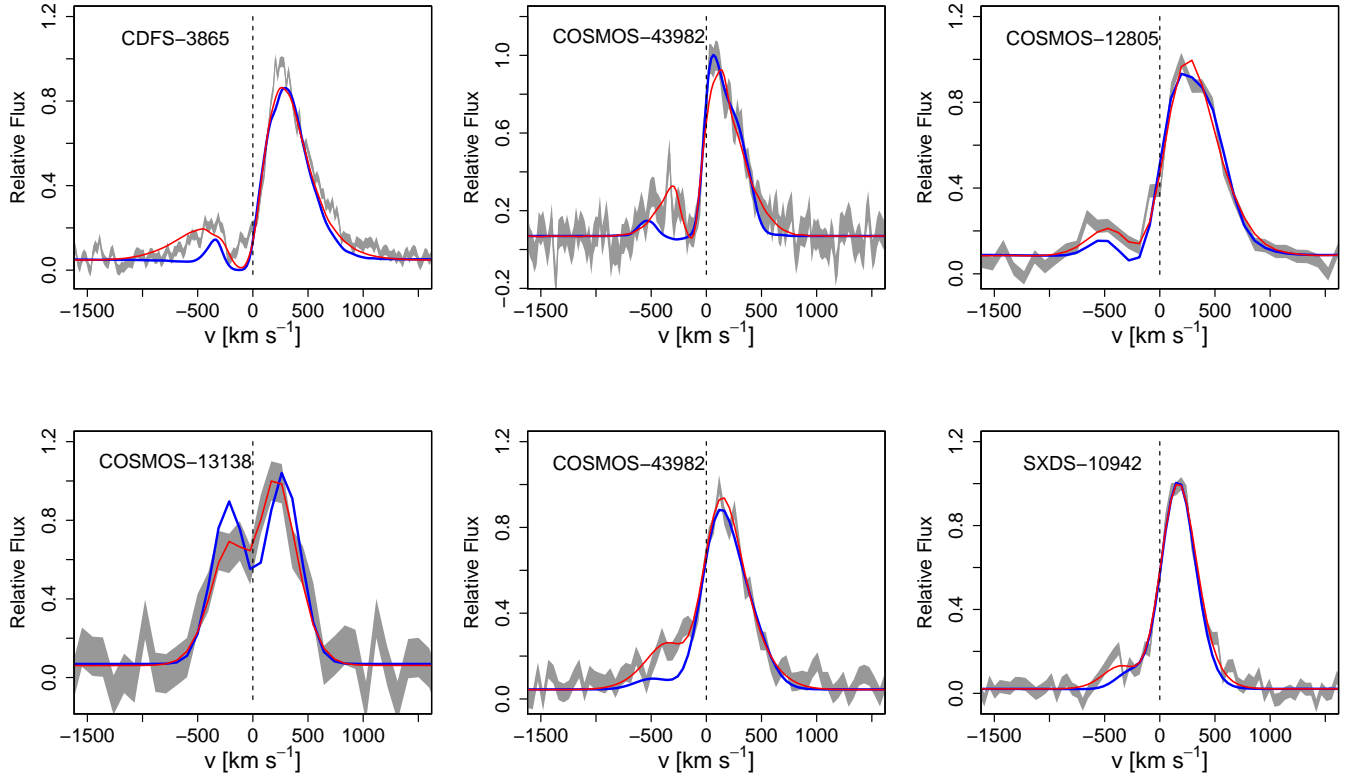 CDFS−3865
Relative Flux
0.0 0.4 0.8 1.2
−1500 −500 0 500 1000
v [km s−1]
COSMOS−43982
Relative Flux
−0.2 0.2 0.6 1.0
−1500 −500 0 500 1000
v [km s−1]
COSMOS−12805
Relative Flux
0.0 0.4 0.8 1.2
−1500 −500 0 500 1000
v [km s−1]
COSMOS−13138
Relative Flux
0.0 0.4 0.8 1.2
−1500 −500 0 500 1000
v [km s−1]
COSMOS−43982
Relative Flux
0.0 0.4 0.8 1.2
−1500 −500 0 500 1000
v [km s−1]
SXDS−10942
Relative Flux
0.0 0.4 0.8 1.2
−1500 −500 0 500 1000
v [km s−1]